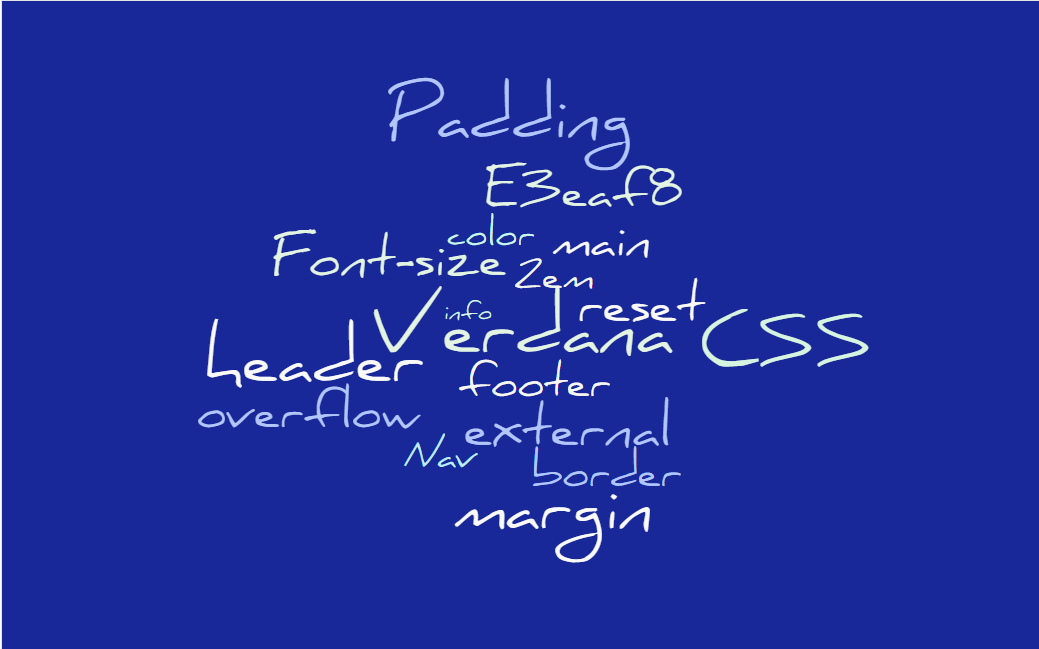 Padding
E3eaf8
color
main
Font-size
2em
info
reset
Verdana
CSS
header
footer
overflow
external
Nav
border
margin